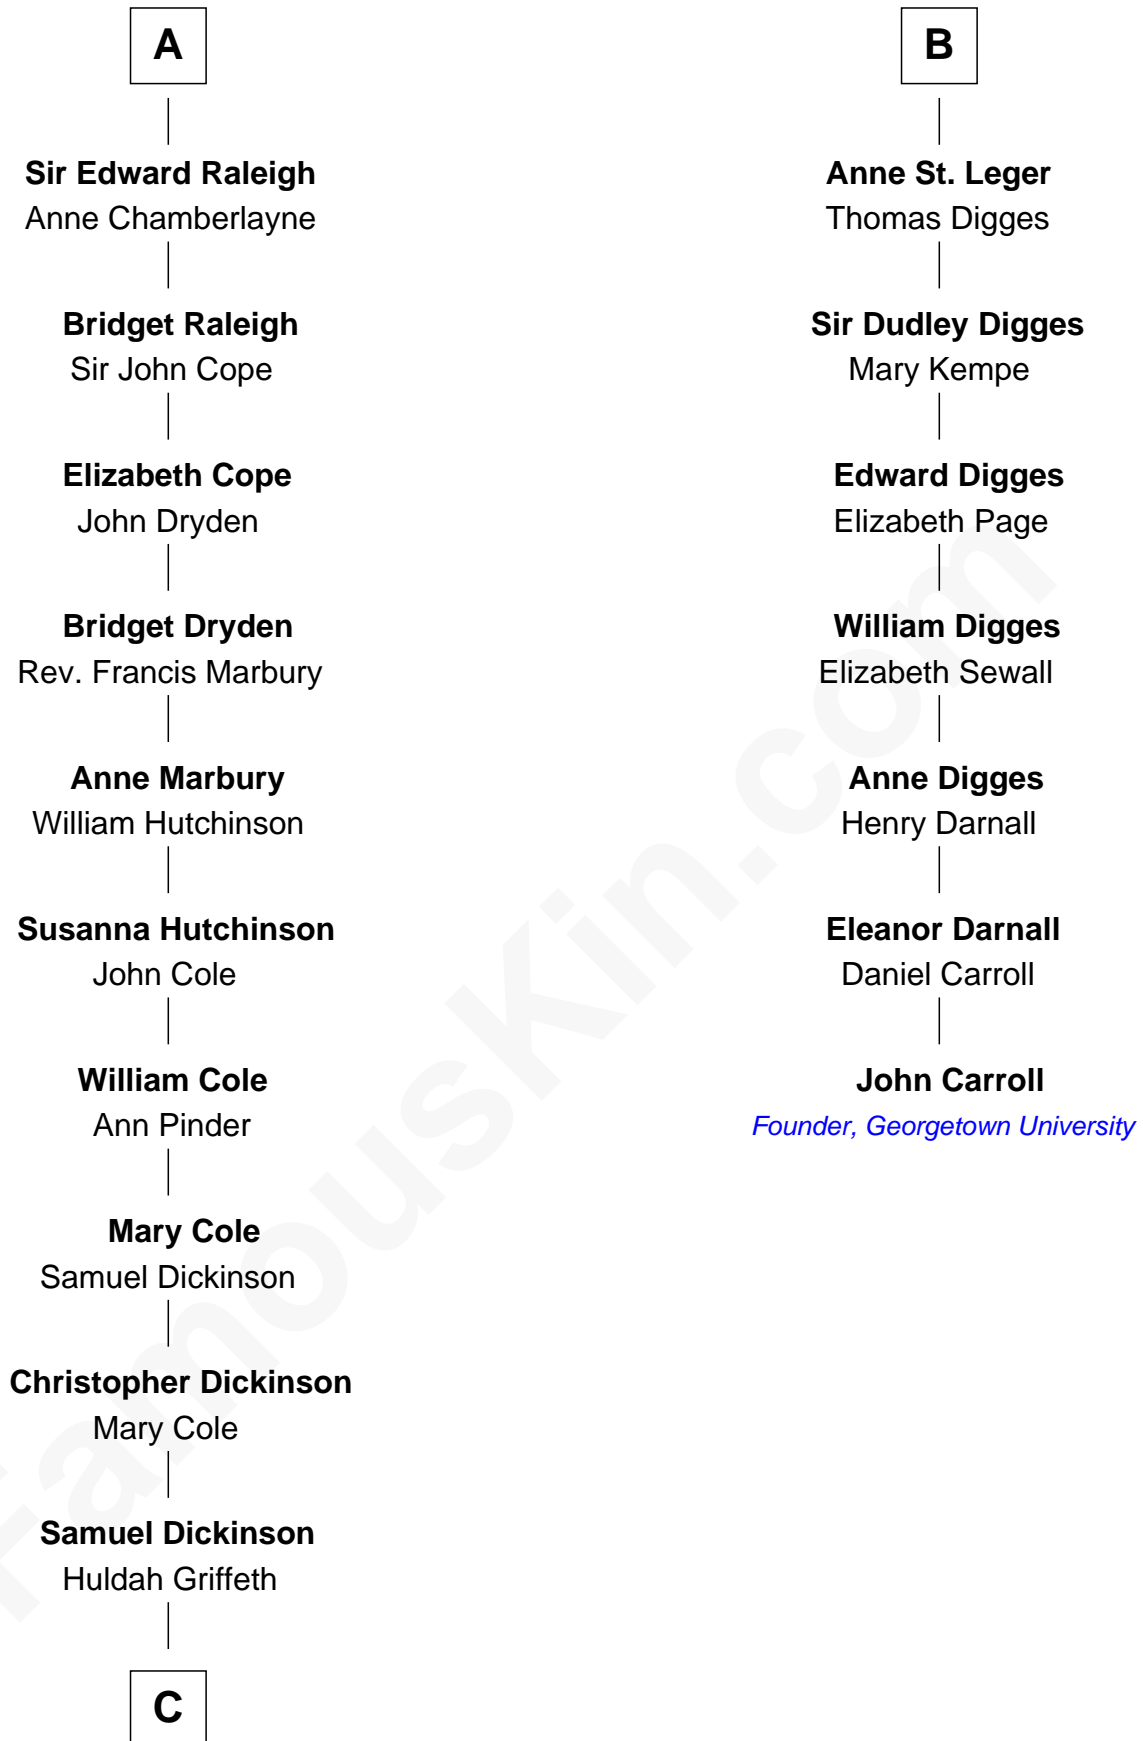 A
Sir Edward Raleigh
Anne Chamberlayne
Bridget Raleigh
Sir John Cope
Elizabeth Cope
John Dryden
Bridget Dryden
Rev. Francis Marbury
Anne Marbury
William Hutchinson
Susanna Hutchinson
John Cole
William Cole
Ann Pinder
Mary Cole
Samuel Dickinson
Christopher Dickinson
Mary Cole
Samuel Dickinson
Huldah Griffeth
C
B
Anne St. Leger
Thomas Digges
Sir Dudley Digges
Mary Kempe
Edward Digges
Elizabeth Page
William Digges
Elizabeth Sewall
Anne Digges
Henry Darnall
Eleanor Darnall
Daniel Carroll
John Carroll
Founder, Georgetown University
FamousKin.com